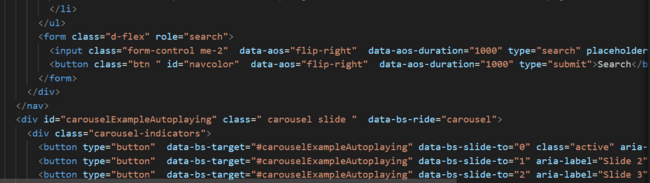 </li>
</ul>
<form class="d-flex" role="search">
<input class="form-control me-2"  data-aos="flip-right"  data-aos-duration="1000" type="search" placeholder
<button class="btn " id="navcolor"  data-aos="flip-right"  data-aos-duration="1000" type="submit">Search</b
</form>
</div>
</nav>
<div id="carouselExampleAutoplaying" class=" carousel slide "  data-bs-ride="carousel">
<div class="carousel-indicators">
<button type="button"  data-bs-target="#carouselExampleAutoplaying" data-bs-slide-to="0" class="active" aria-
<button type="button"  data-bs-target="#carouselExampleAutoplaying" data-bs-slide-to="1" aria-label="Slide 2"
<button type="button"  data-bs-target="#carouselExampleAutoplaying" data-bs-slide-to="2" aria-label="Slide 3"